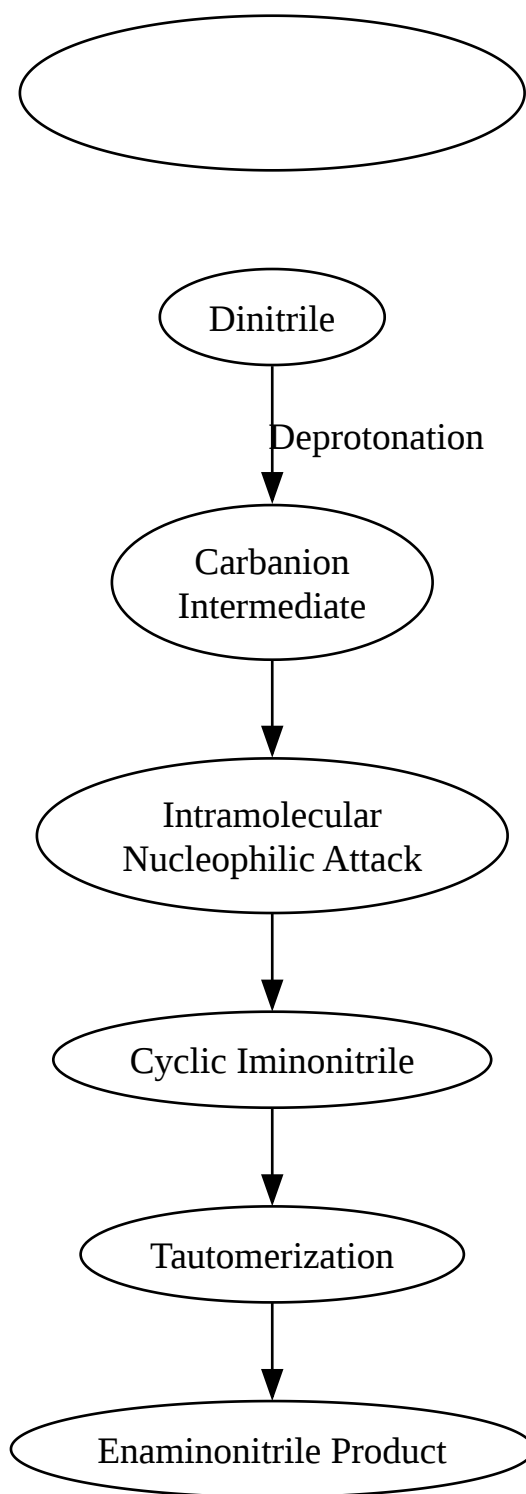 Dinitrile
Deprotonation
Carbanion
Intermediate
Intramolecular
Nucleophilic Attack
Cyclic Iminonitrile
Tautomerization
Enaminonitrile Product